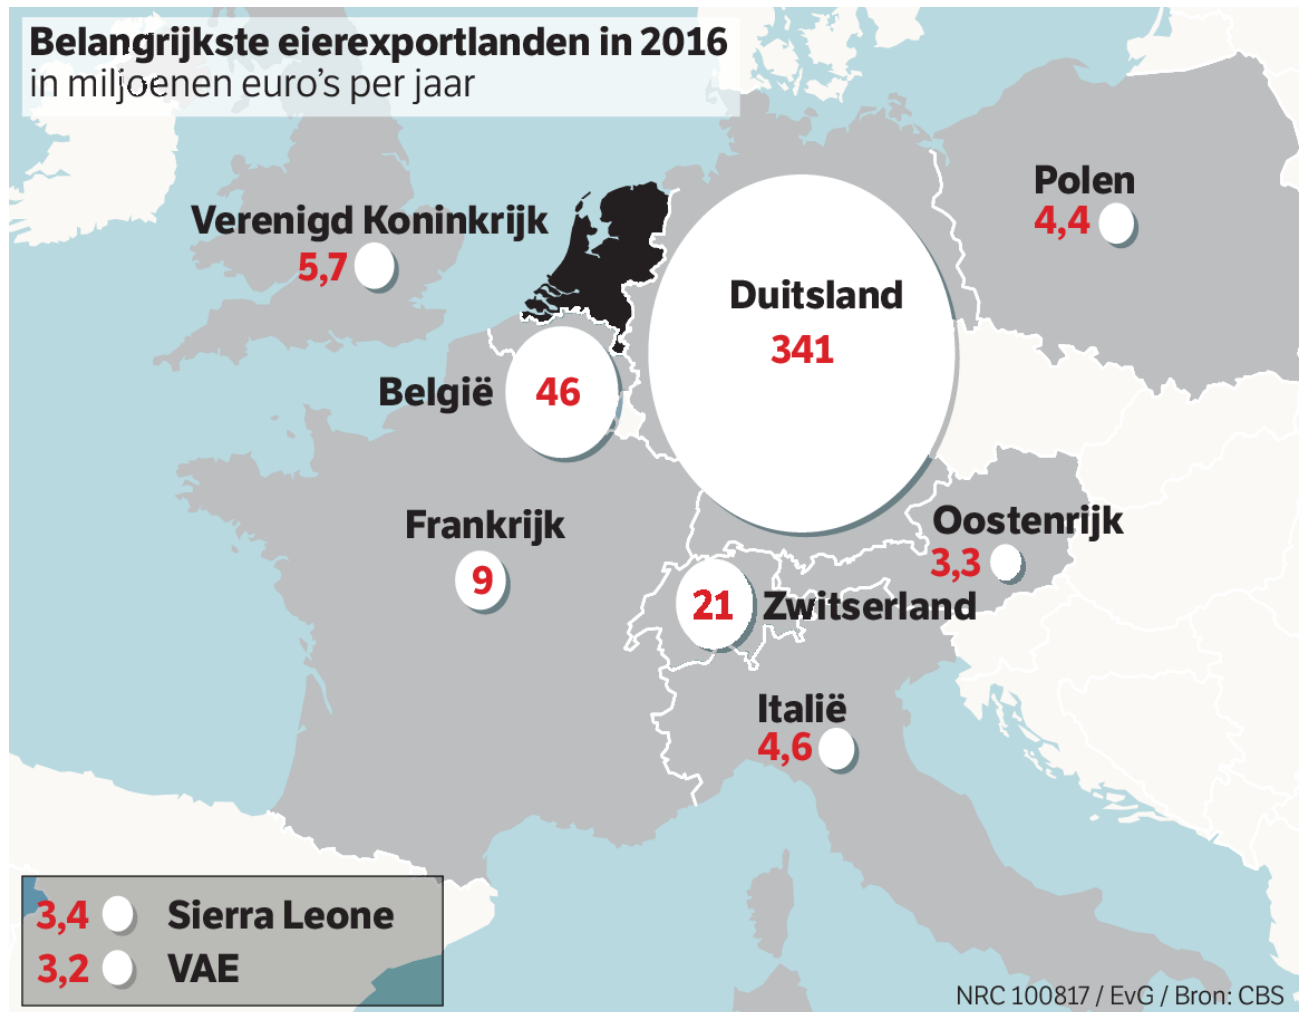 Belangrijkste eierexportlanden in 2016
in miljoenen euro's per jaar
Polen
4,4
Verenigd Koninkrijk
5,7
Duitsland
341
België
46
Frankrijk
9
Oostenrijk
3,3
21
Zwitserland
Italië
4,6
3,4 Sierra Leone
3,2 VAE
NRC 100817 / EvG / Bron: CBS